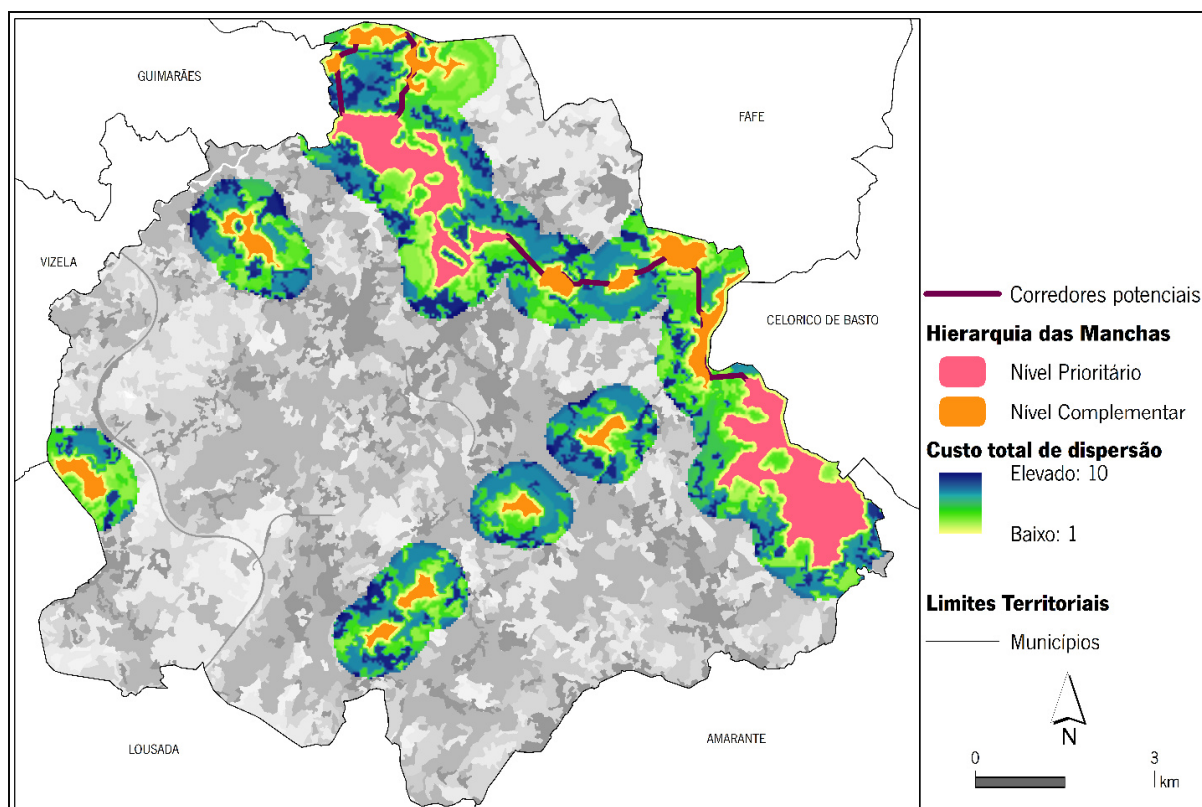 GUIMARÃES
FAFE
VIZELA
CELORICO DE BASTO
LOUSADA
AMARANTE
Corredores potenciais
Hierarquia das Manchas
Nível Prioritário
Nível Complementar
Custo total de dispersão
Elevado: 10
Baixo: 1
Limites Territoriais
Municípios
N
0 3
km